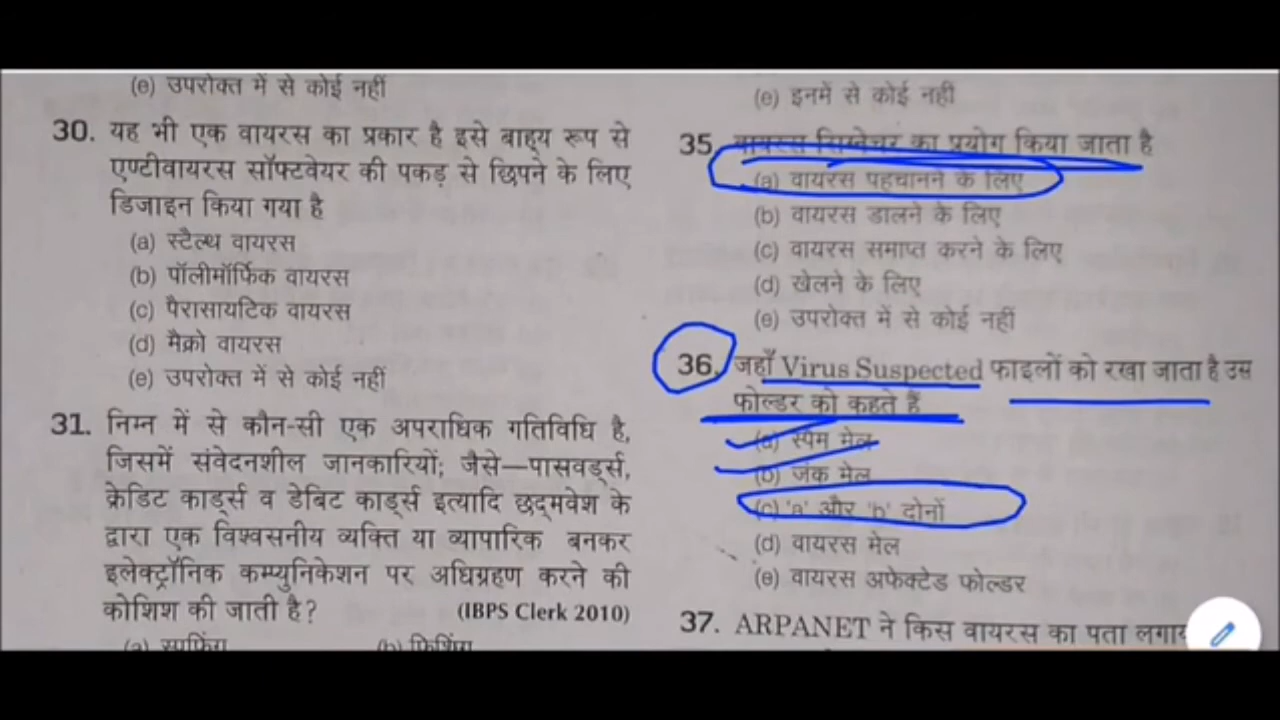 (e) उपरोक्त में से कोई नहीं
30. यह भी एक वायरस का प्रकार है इसे बाह्य रूप से
एण्टीवायरस सॉफ्टवेयर की पकड़ से छिपने के लिए
डिजाइन किया गया है
(a) स्टैल्थ वायरस
(b) पॉलीमॉर्फिक वायरस
(c) पैरासायटिक वायरस
(d) मैक्रो वायरस
(e) उपरोक्त में से कोई नहीं
31. निम्न में से कौन-सी एक अपराधिक गतिविधि है,
जिसमें संवेदनशील जानकारियों; जैसे—पासवर्ड्स,
क्रेडिट कार्ड्स व डेबिट कार्ड्स इत्यादि छद्मवेश के
द्वारा एक विश्वसनीय व्यक्ति या व्यापारिक बनकर
इलेक्ट्रॉनिक कम्युनिकेशन पर अधिग्रहण करने की
कोशिश की जाती है? (IBPS Clerk 2010)
(a) स्पूफिंग (b) फिशिंग
(e) इनमें से कोई नहीं
35. वायरस सिग्नेचर का प्रयोग किया जाता है
(a) वायरस पहचानने के लिए
(b) वायरस डालने के लिए
(c) वायरस समाप्त करने के लिए
(d) खेलने के लिए
(e) उपरोक्त में से कोई नहीं
36. जहाँ Virus Suspected फाइलों को रखा जाता है उस
फोल्डर को कहते हैं
(a) स्पैम मेल
(b) जंक मेल
(c) 'a' और 'b' दोनों
(d) वायरस मेल
(e) वायरस अफेक्टेड फोल्डर
37. ARPANET ने किस वायरस का पता